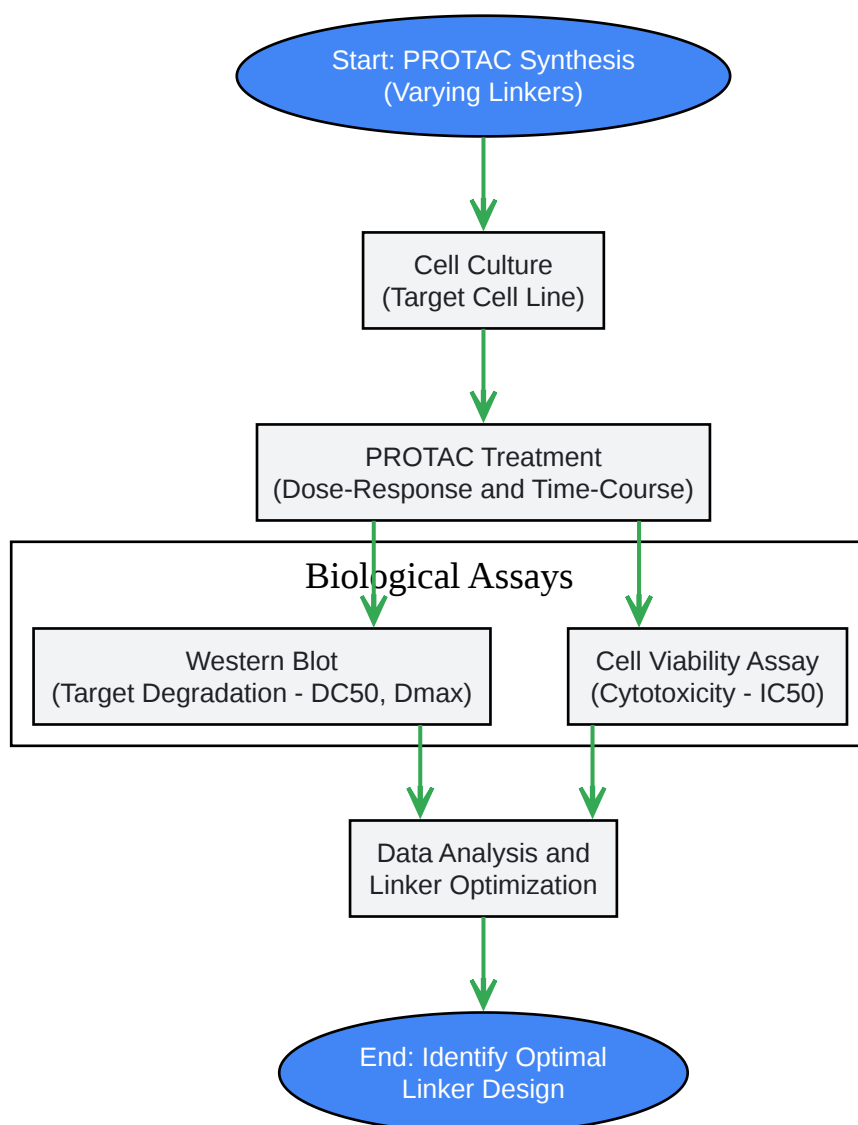 Start: PROTAC Synthesis
(Varying Linkers)
Cell Culture
(Target Cell Line)
PROTAC Treatment
(Dose-Response and Time-Course)
Biological Assays
Western Blot
(Target Degradation - DC50, Dmax)
Cell Viability Assay
(Cytotoxicity - IC50)
Data Analysis and
Linker Optimization
End: Identify Optimal
Linker Design